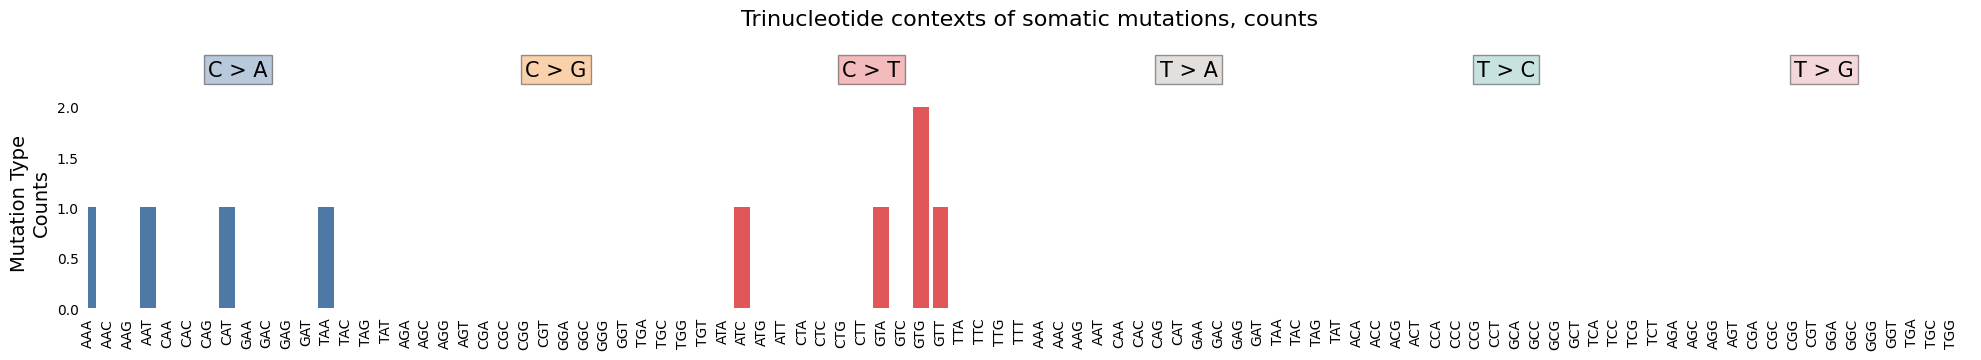 Trinucleotide contexts of somatic mutations, counts
C > A
C > G
C > T
T > A
T > C
T > G
Mutation Type
Counts
2.0
1.5
1.0
0.5
0.0
AAA
AAC
AAG
AAT
CAA
CAC
CAG
CAT
GAA
GAC
GAG
GAT
TAA
TAC
TAG
TAT
AGA
AGC
AGG
AGT
CGA
CGC
CGG
CGT
GGA
GGC
GGG
GGT
TGA
TGC
TGG
TGT
ATA
ATC
ATG
ATT
CTA
CTC
CTG
CTT
GTA
GTC
GTG
GTT
TTA
TTC
TTG
TTT
AAA
AAC
AAG
AAT
CAA
CAC
CAG
CAT
GAA
GAC
GAG
GAT
TAA
TAC
TAG
TAT
ACA
ACC
ACG
ACT
CCA
CCC
CCG
CCT
GCA
GCC
GCG
GCT
TCA
TCC
TCG
TCT
AGA
AGC
AGG
AGT
CGA
CGC
CGG
CGT
GGA
GGC
GGG
GGT
TGA
TGC
TGG